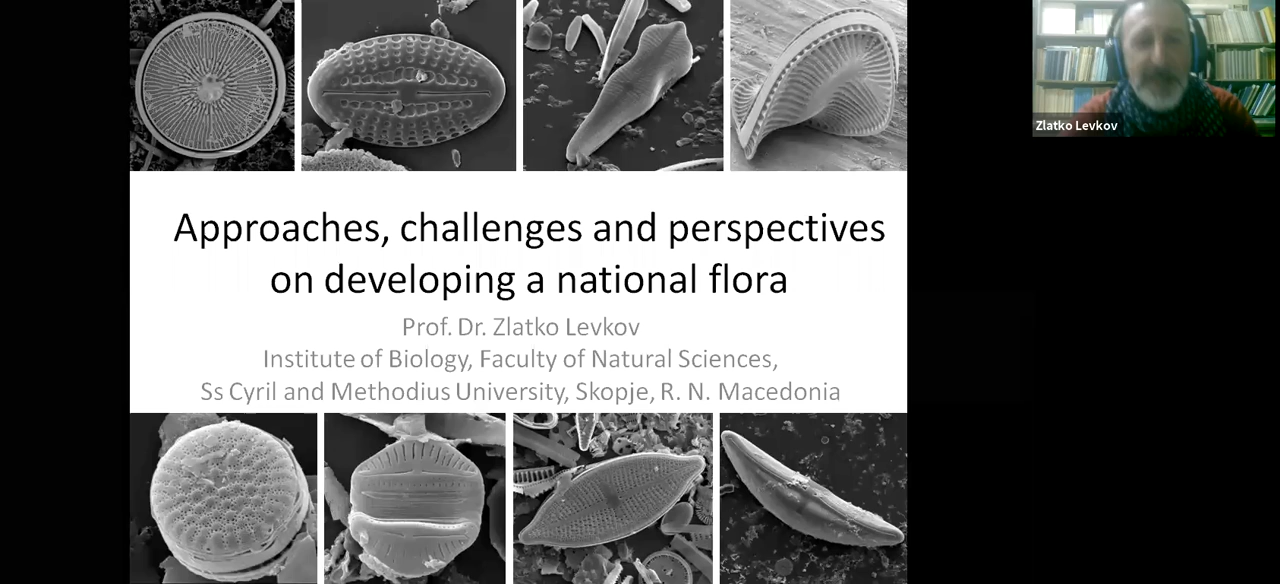 Approaches, challenges and perspectives
on developing a national flora
Prof. Dr. Zlatko Levkov
Institute of Biology, Faculty of Natural Sciences,
Ss Cyril and Methodius University, Skopje, R. N. Macedonia
Zlatko Levkov